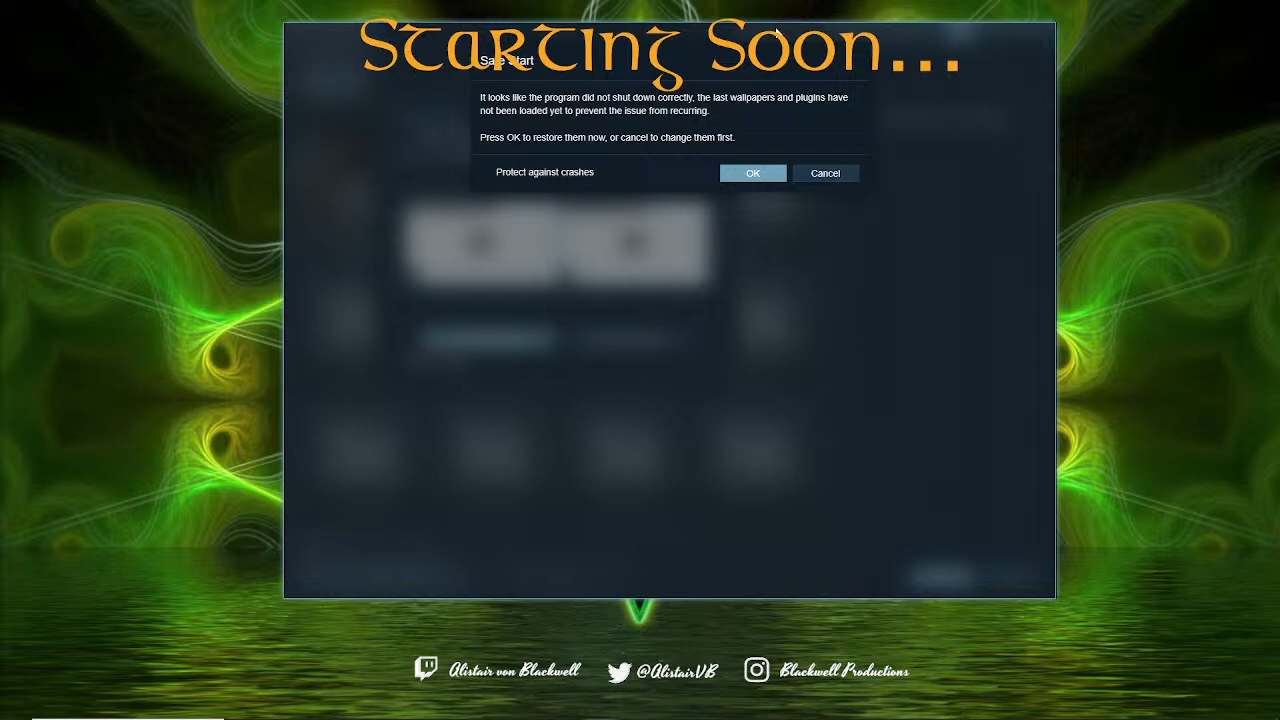 Starting Soon...
Safe Start
It looks like the program did not shut down correctly, the last wallpapers and plugins have
not been loaded yet to prevent the issue from recurring.
Press OK to restore them now, or cancel to change them first.
Protect against crashes
OK
Cancel
Alistair von Blackwell
@AlistairVB
Blackwell Productions